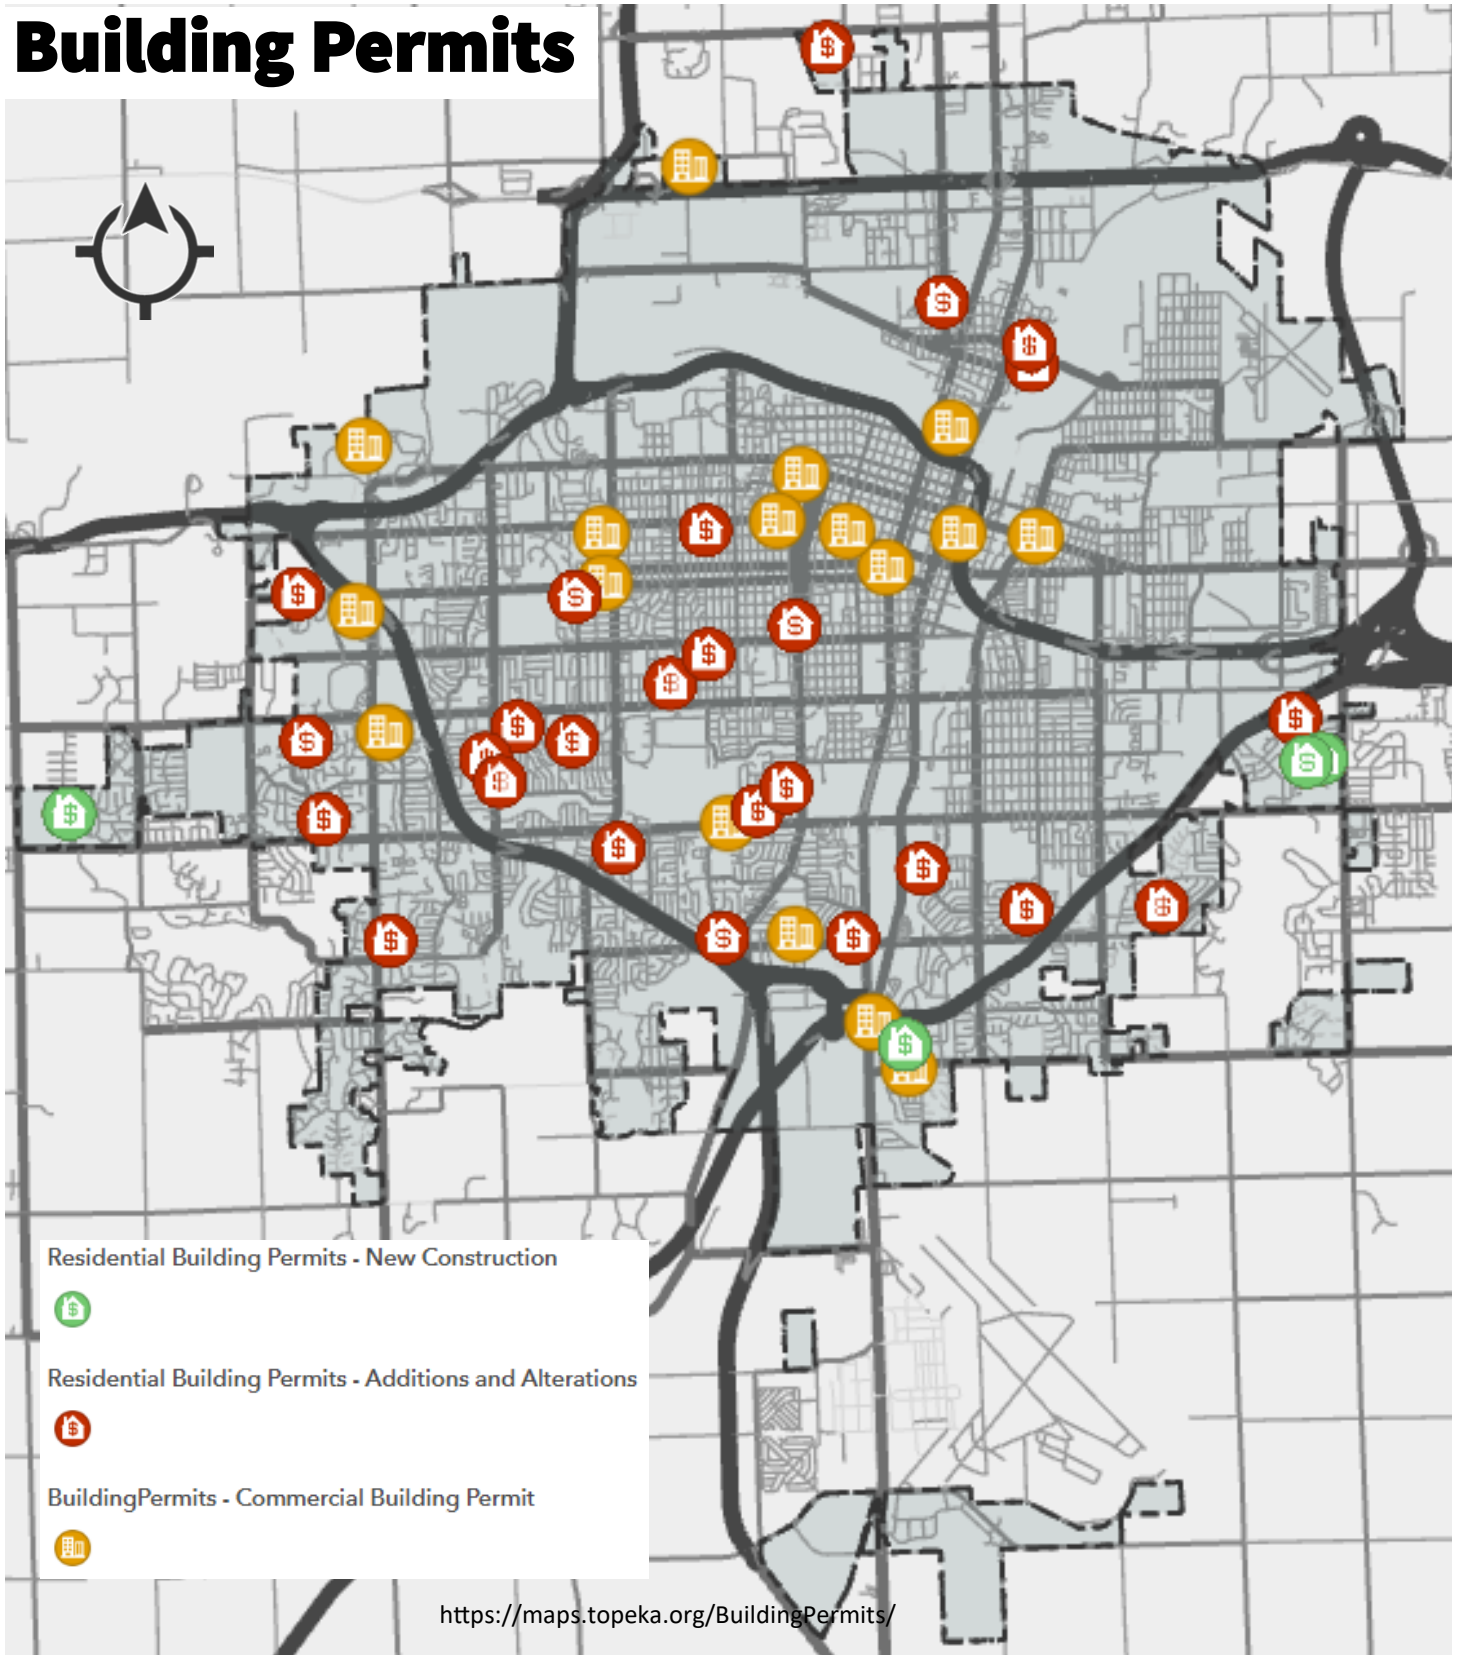 Building Permits
Residential Building Permits - New Construction
Residential Building Permits - Additions and Alterations
BuildingPermits - Commercial Building Permit
https://maps.topeka.org/BuildingPermits/